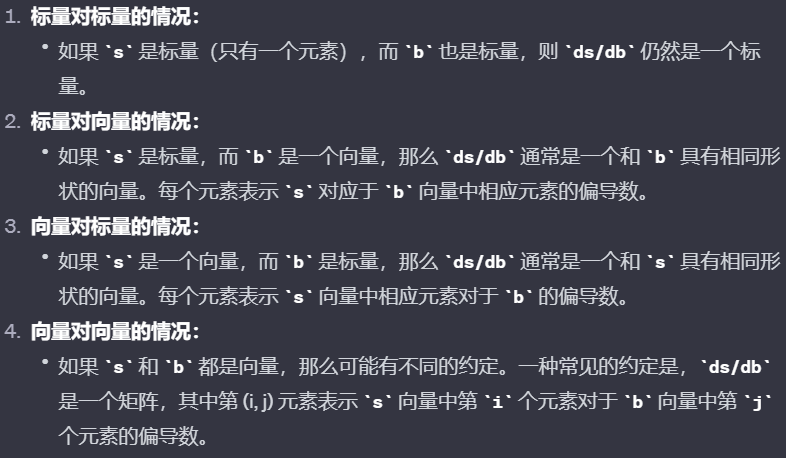 1. 标量对标量的情况：
• 如果 `s` 是标量（只有一个元素），而 `b` 也是标量，则 `ds/db` 仍然是一个标
量。
2. 标量对向量的情况：
• 如果 `s` 是标量，而 `b` 是一个向量，那么 `ds/db` 通常是一个和 `b` 具有相同形
状的向量。每个元素表示 `s` 对应于 `b` 向量中相应元素的偏导数。
3. 向量对标量的情况：
• 如果 `s` 是一个向量，而 `b` 是标量，那么 `ds/db` 通常是一个和 `s` 具有相同形
状的向量。每个元素表示 `s` 向量中相应元素对于 `b` 的偏导数。
4. 向量对向量的情况：
• 如果 `s` 和 `b` 都是向量，那么可能有不同的约定。一种常见的约定是，`ds/db`
是一个矩阵，其中第 (i, j) 元素表示 `s` 向量中第 `i` 个元素对于 `b` 向量中第 `j`
个元素的偏导数。